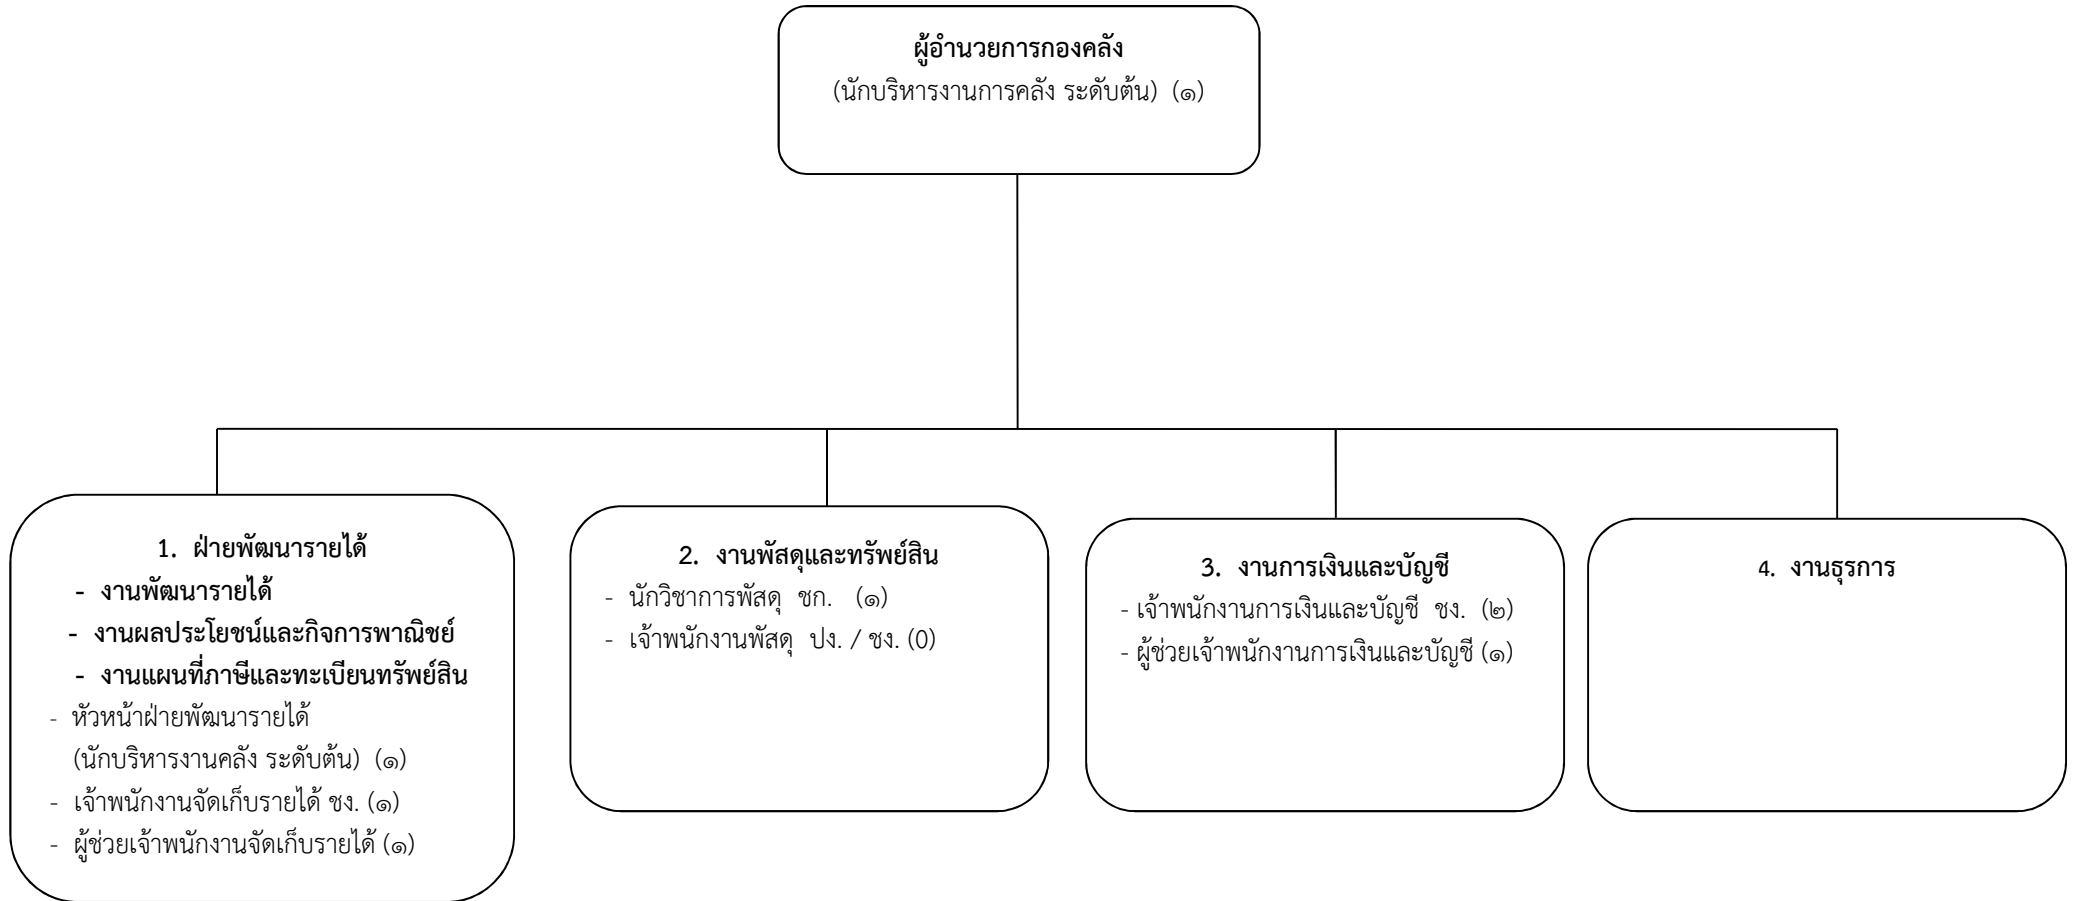 ผู้อำนวยการกองคลัง
(นักบริหารงานการคลัง ระดับต้น) (๑)
1. ฝ่ายพัฒนารายได้
- งานพัฒนารายได้
- งานผลประโยชน์และกิจการพาณิชย์
- งานแผนที่ภาษีและทะเบียนทรัพย์สิน
- หัวหน้าฝ่ายพัฒนารายได้
(นักบริหารงานคลัง ระดับต้น) (๑)
- เจ้าพนักงานจัดเก็บรายได้ ชง. (๑)
- ผู้ช่วยเจ้าพนักงานจัดเก็บรายได้ (๑)
2. งานพัสดุและทรัพย์สิน
- นักวิชาการพัสดุ ชก. (๑)
- เจ้าพนักงานพัสดุ ปง. / ชง. (0)
3. งานการเงินและบัญชี
- เจ้าพนักงานการเงินและบัญชี ชง. (๒)
- ผู้ช่วยเจ้าพนักงานการเงินและบัญชี (๑)
4. งานธุรการ